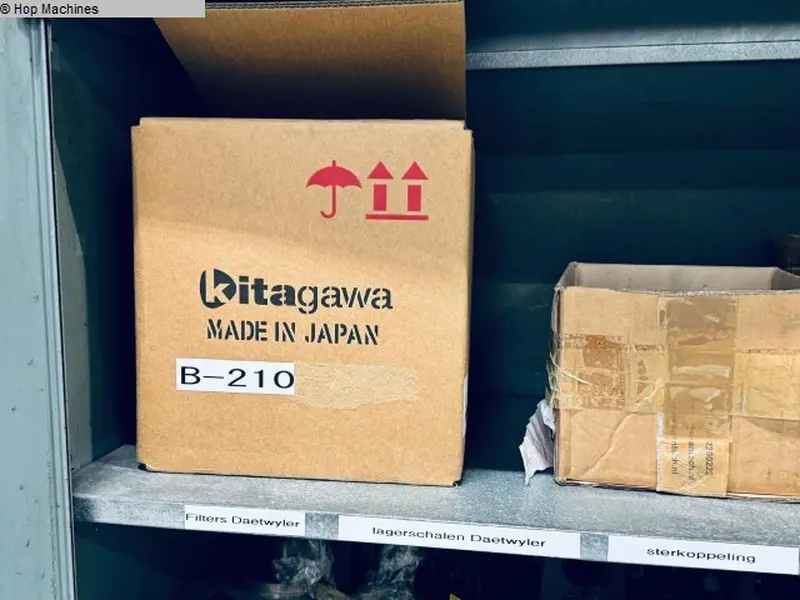 ® Hop Machines
kitagawa
MADE IN JAPAN
B-210
Filters Daetwyler
lagerschalen Daetwyler
sterkoppeling